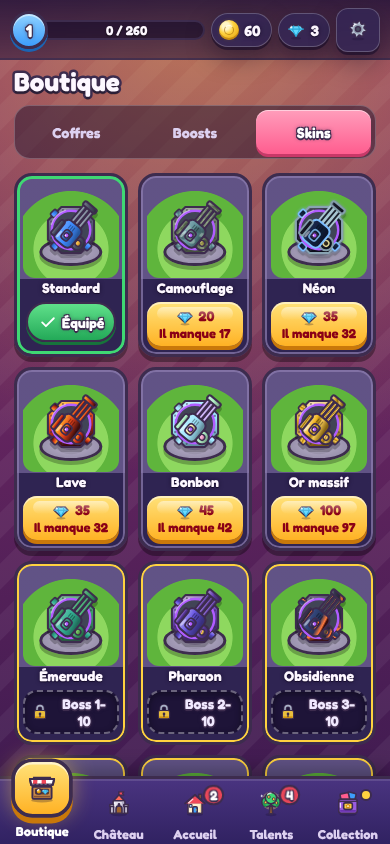 1
0 / 260
60
3
Boutique
Coffres
Boosts
Skins
Standard
Camouflage
Néon
Équipé
20
Il manque 17
35
Il manque 32
Lave
Bonbon
Or massif
35
Il manque 32
45
Il manque 42
100
Il manque 97
Émeraude
Pharaon
Obsidienne
Boss 1-
10
Boss 2-
10
Boss 3-
10
2
4
Boutique
Château
Accueil
Talents
Collection